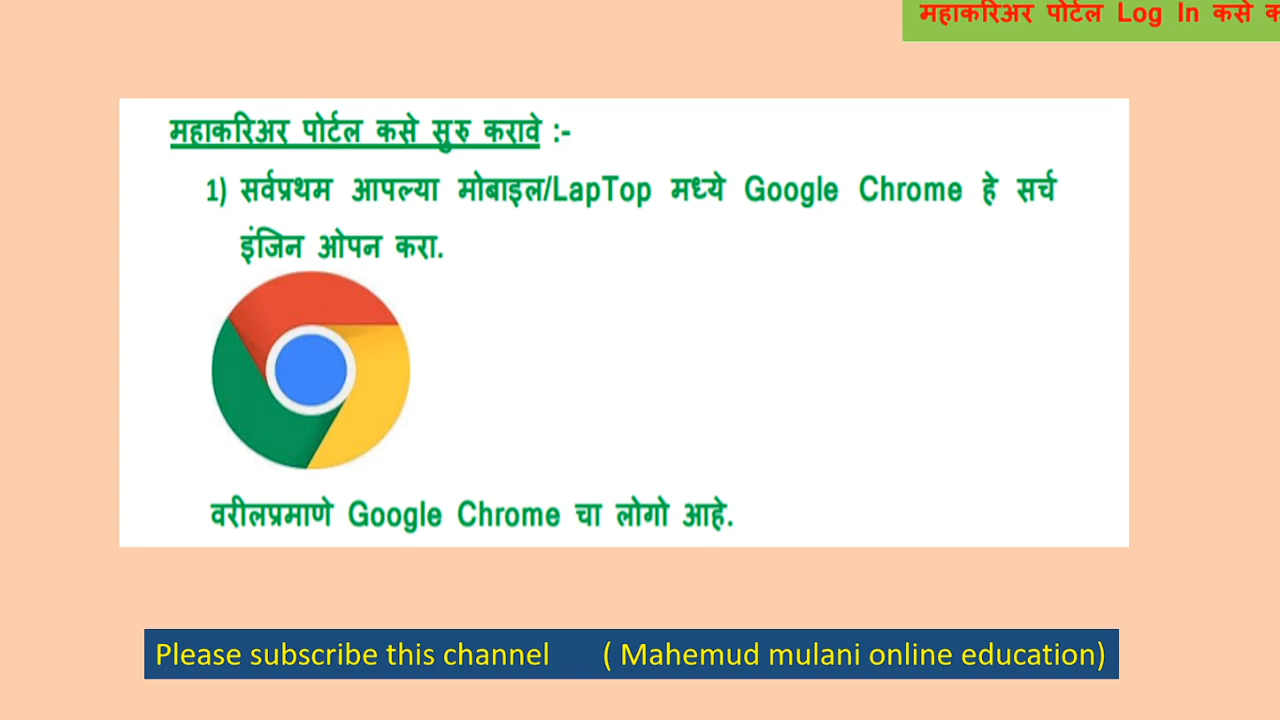 महाकरिअर पोर्टल Log In कसे
महाकरिअर पोर्टल कसे सुरु करावे :-
1) सर्वप्रथम आपल्या मोबाइल/LapTop मध्ये Google Chrome हे सर्च
इंजिन ओपन करा.
वरीलप्रमाणे Google Chrome चा लोगो आहे.
Please subscribe this channel ( Mahemud mulani online education)